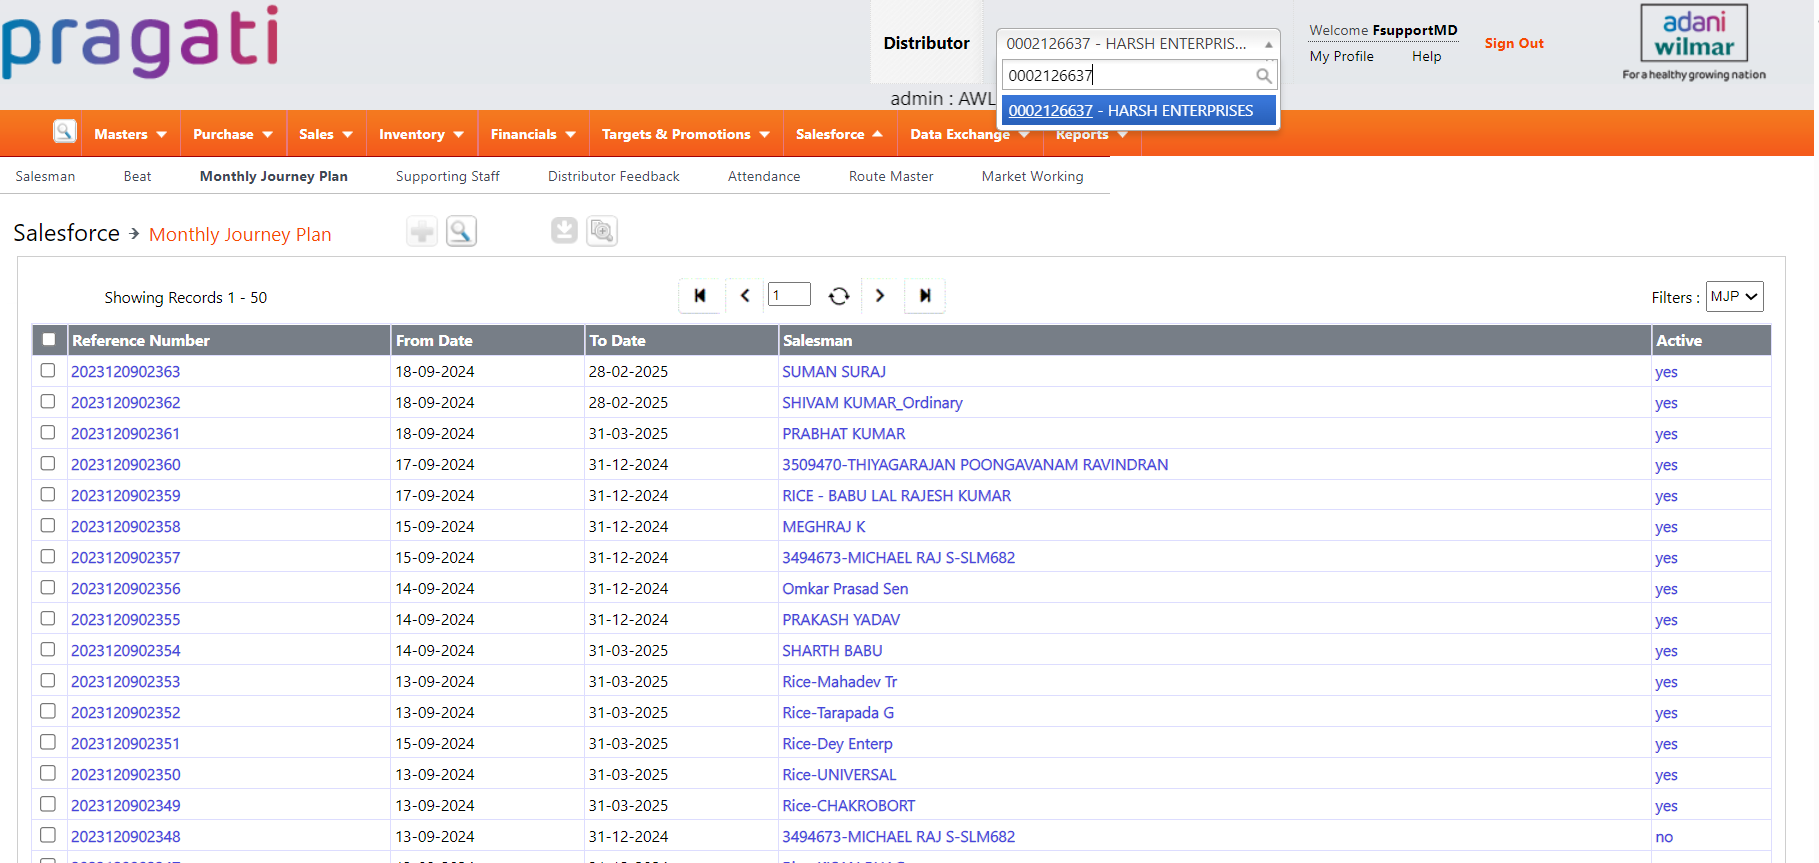 pragati
Distributor
0002126637 - HARSH ENTERPRIS...
0002126637
0002126637 - HARSH ENTERPRISES
admin : AWL
Welcome FsupportMD
My Profile Help
Sign Out
adani
wilmar
For a healthy growing nation
Masters Purchase Sales Inventory Financials Targets & Promotions Salesforce Data Exchange Reports
Salesman Beat Monthly Journey Plan Supporting Staff Distributor Feedback Attendance Route Master Market Working
Salesforce Monthly Journey Plan
Showing Records 1 - 50
1
Filters : MJP
Reference Number From Date To Date Salesman Active
2023120902363 18-09-2024 28-02-2025 SUMAN SURAJ yes
2023120902362 18-09-2024 28-02-2025 SHIVAM KUMAR_Ordinary yes
2023120902361 18-09-2024 31-03-2025 PRABHAT KUMAR yes
2023120902360 17-09-2024 31-12-2024 3509470-THIYAGARAJAN POONGAVANAM RAVINDRAN yes
2023120902359 17-09-2024 31-12-2024 RICE - BABU LAL RAJESH KUMAR yes
2023120902358 15-09-2024 31-12-2024 MEGHRAJ K yes
2023120902357 15-09-2024 31-12-2024 3494673-MICHAEL RAJ S-SLM682 yes
2023120902356 14-09-2024 31-12-2024 Omkar Prasad Sen yes
2023120902355 14-09-2024 31-12-2024 PRAKASH YADAV yes
2023120902354 14-09-2024 31-03-2025 SHARTH BABU yes
2023120902353 13-09-2024 31-03-2025 Rice-Mahadev Tr yes
2023120902352 13-09-2024 31-03-2025 Rice-Tarapada G yes
2023120902351 15-09-2024 31-03-2025 Rice-Dey Enterp yes
2023120902350 13-09-2024 31-03-2025 Rice-UNIVERSAL yes
2023120902349 13-09-2024 31-03-2025 Rice-CHAKROBORT yes
2023120902348 13-09-2024 31-12-2024 3494673-MICHAEL RAJ S-SLM682 no